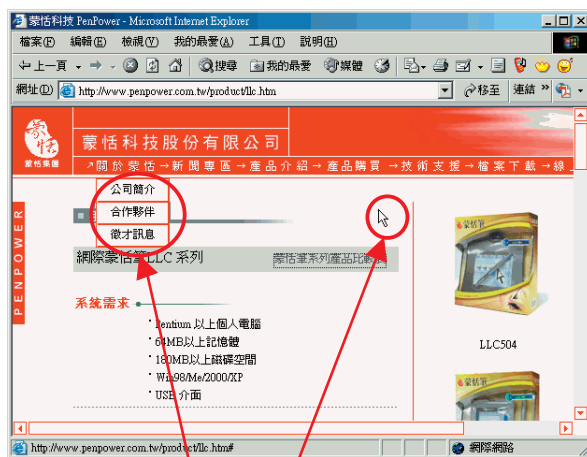 蒙恬科技 PenPower - Microsoft Internet Explorer
檔案(F) 編輯(E) 檢視(V) 我的最愛(A) 工具(T) 說明(H)
上一頁 搜尋 我的最愛 媒體
網址(D) http://www.penpower.com.tw/product/llc.htm 移至 連結 »
蒙恬
蒙恬集團
蒙恬科技股份有限公司
↗關於蒙恬→新聞專區→產品介紹→產品購買→技術支援→檔案下載→線
公司簡介
合作夥伴
徵才訊息
PENPOWER
網際蒙恬筆LLC 系列 蒙恬筆系列產品比較
系統需求
Pentium 以上個人電腦
64MB以上記憶體
180MB以上磁碟空間
Win98/Me/2000/XP
USB 介面
蒙恬筆
LLC504
蒙恬筆
http://www.penpower.com.tw/product/llc.htm# 網際網路